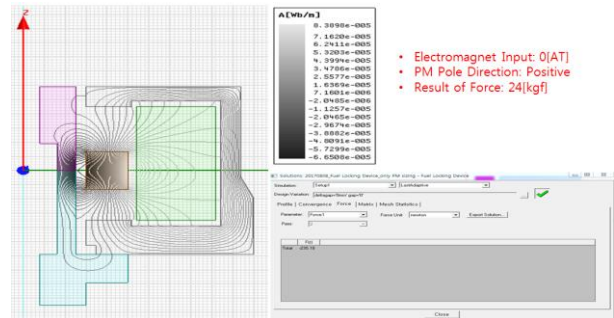 Z
A[Wb/m]
8.3898e-005
7.1620e-005
6.2411e-005
5.3203e-005
4.3994e-005
3.4786e-005
2.5577e-005
1.6369e-005
7.1601e-006
-2.0485e-006
-1.1257e-005
-2.0465e-005
-2.9674e-005
-3.8882e-005
-4.8091e-005
-5.7299e-005
-6.6508e-005
• Electromagnet Input: 0[AT]
• PM Pole Direction: Positive
• Result of Force: 24[kgf]
Simulation: Setup1 LastAdaptive
Design Variation:
Profile | Convergence Force | Matrix | Mesh Statistics |
Parameter: Force1 Force Unit: newton Export Solution...
Pass:
F(z)
Total
Close